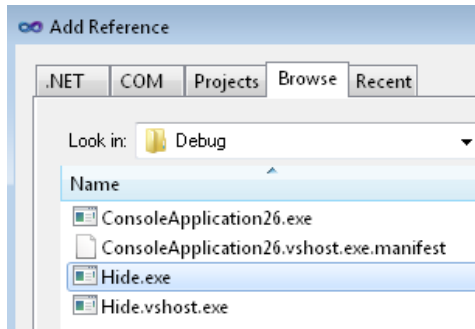 Add Reference
.NET COM Projects Browse Recent
Look in: Debug
Name
ConsoleApplication26.exe
ConsoleApplication26.vshost.exe.manifest
Hide.exe
Hide.vshost.exe